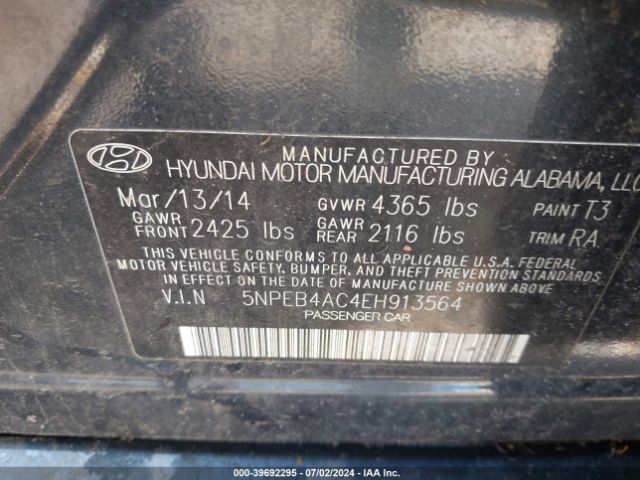 MANUFACTURED BY
HYUNDAI MOTOR MANUFACTURING ALABAMA, LLC
Mar/13/14 GVWR 4365 lbs PAINT T3
GAWR FRONT 2425 lbs GAWR REAR 2116 lbs TRIM RA
THIS VEHICLE CONFORMS TO ALL APPLICABLE U.S.A. FEDERAL
MOTOR VEHICLE SAFETY, BUMPER, AND THEFT PREVENTION STANDARDS
IN EFFECT ON THE DATE OF MANUFACTURE SHOWN ABOVE.
V.I.N 5NPEB4AC4EH913564
PASSENGER CAR
000-39692295 - 07/02/2024 - IAA Inc.